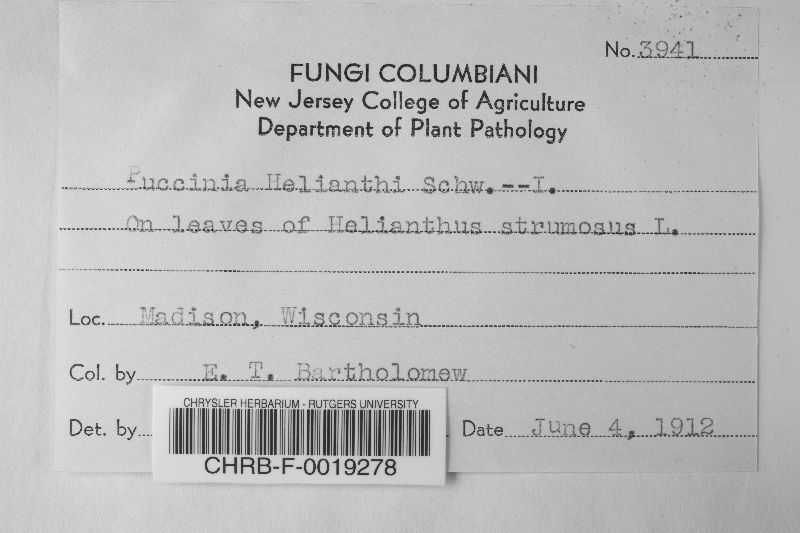 No. 3941
FUNGI COLUMBIANI
New Jersey College of Agriculture
Department of Plant Pathology
Puccinia Helianthi Schw.--I.
On leaves of Helianthus strumosus L.
Loc. Madison, Wisconsin
Col. by E. T. Bartholomew
Det. by Date June 4, 1912
CHRYSLER HERBARIUM - RUTGERS UNIVERSITY
CHRB-F-0019278